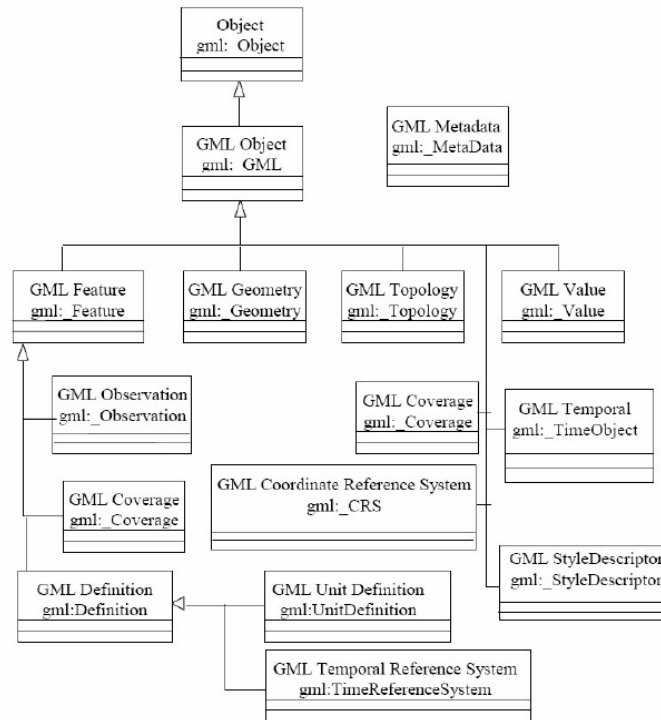 Object
gml:_Object
GML Object
gml:_GML
GML Metadata
gml:_MetaData
GML Feature
gml:_Feature
GML Geometry
gml:_Geometry
GML Topology
gml:_Topology
GML Value
gml:_Value
GML Observation
gml:_Observation
GML Coverage
gml:_Coverage
GML Temporal
gml:_TimeObject
GML Coordinate Reference System
gml:_CRS
GML Coverage
gml:_Coverage
GML StyleDescriptor
gml:_StyleDescriptor
GML Definition
gml:Definition
GML Unit Definition
gml:UnitDefinition
GML Temporal Reference System
gml:TimeReferenceSystem